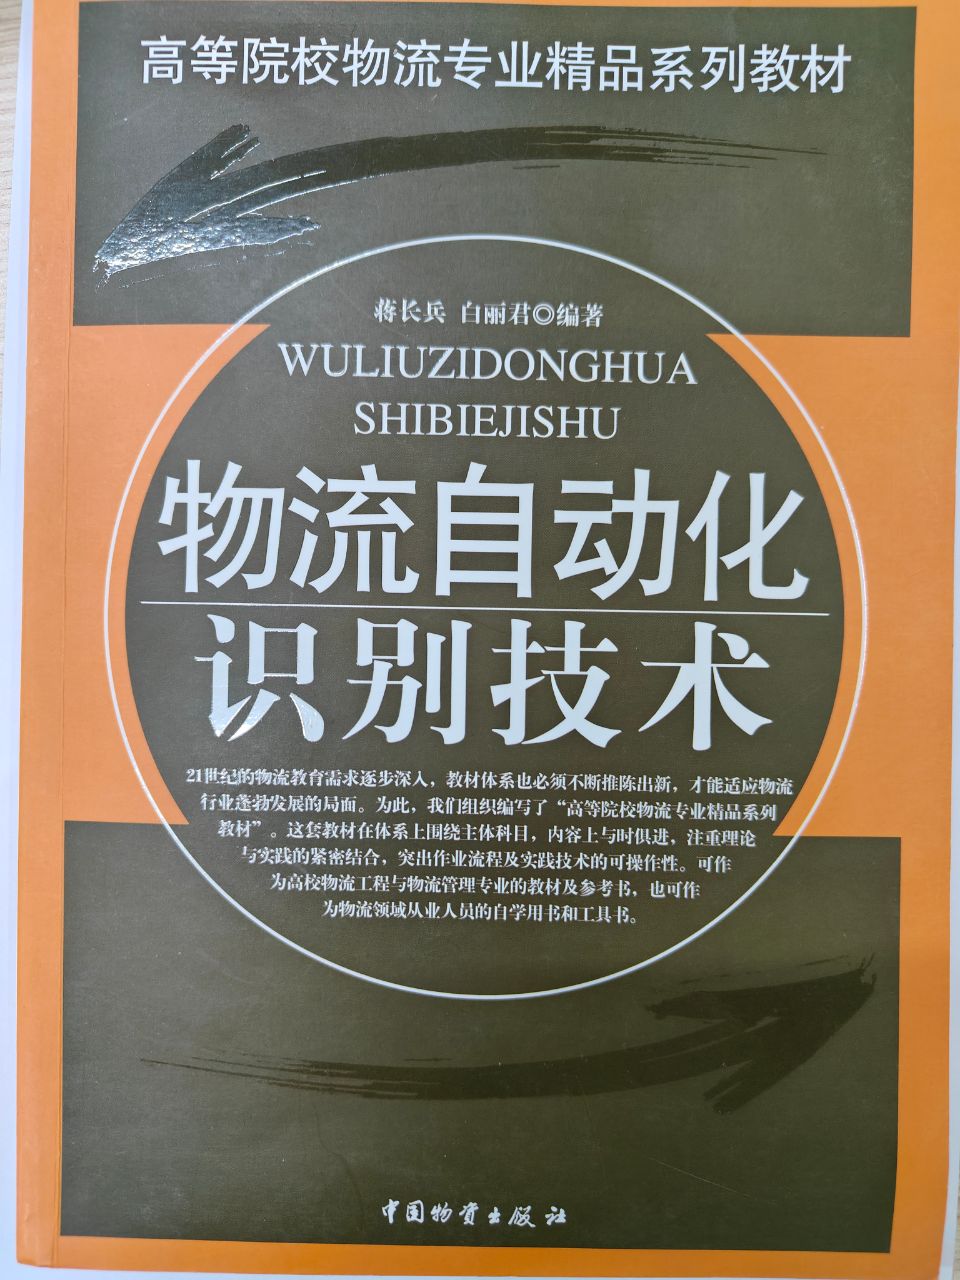 高等院校物流专业精品系列教材
蒋长兵 白丽君◎编著
WULIUZIDONGHUA
SHIBIEJISHU
物流自动化
识别技术
21世纪的物流教育需求逐步深入，教材体系也必须不断推陈出新，才能适应物流
行业蓬勃发展的局面。为此，我们组织编写了“高等院校物流专业精品系列
教材”。这套教材在体系上围绕主体科目，内容上与时俱进，注重理论
与实践的紧密结合，突出作业流程及实践技术的可操作性。可作
为高校物流工程与物流管理专业的教材及参考书，也可作
为物流领域从业人员的自学用书和工具书。
中国物资出版社